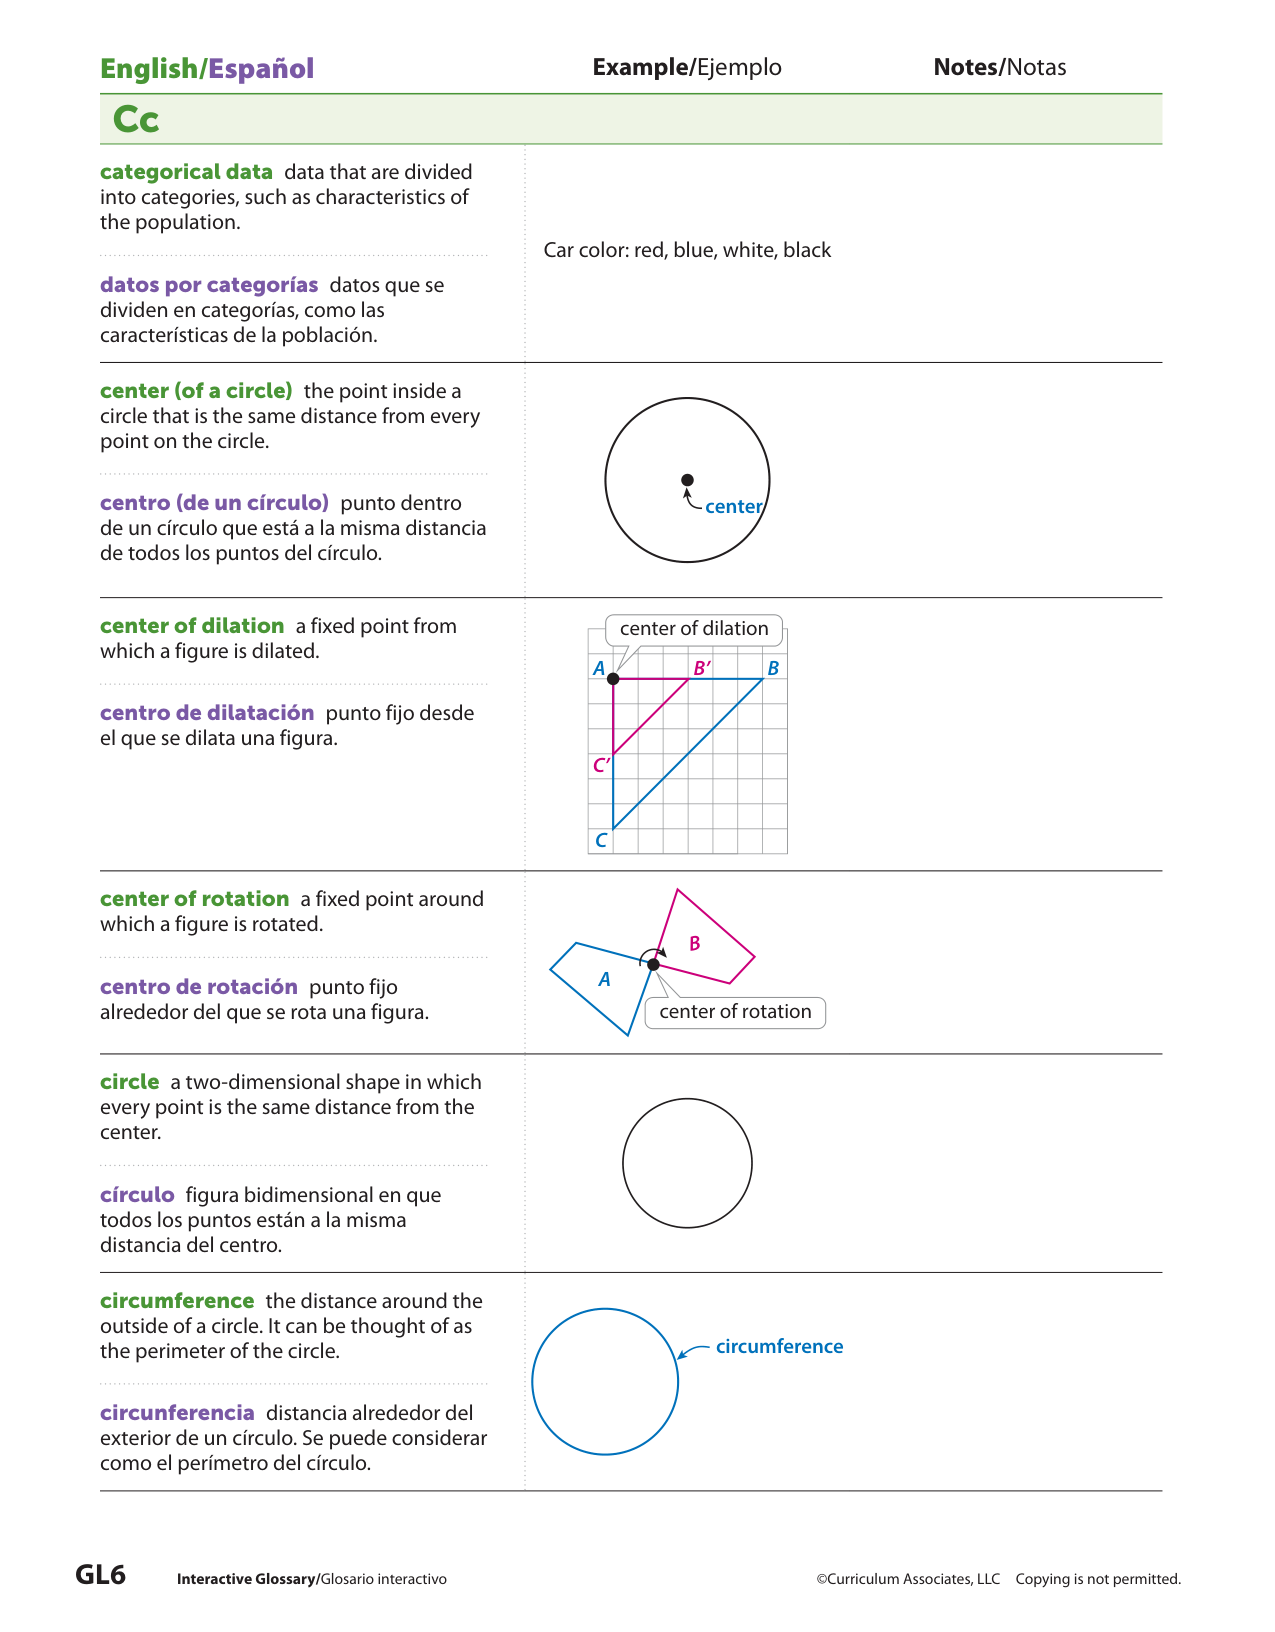 English/Español Example/Ejemplo Notes/Notas
Cc
categorical data data that are divided
into categories, such as characteristics of
the population.
datos por categorías datos que se
dividen en categorías, como las
características de la población.
Car color: red, blue, white, black
center (of a circle) the point inside a
circle that is the same distance from every
point on the circle.
centro (de un círculo) punto dentro
de un círculo que está a la misma distancia
de todos los puntos del círculo.
center
center of dilation a fixed point from
which a figure is dilated.
centro de dilatación punto fijo desde
el que se dilata una figura.
center of dilation
A B′ B
C′
C
center of rotation a fixed point around
which a figure is rotated.
centro de rotación punto fijo
alrededor del que se rota una figura.
B
A
center of rotation
circle a two-dimensional shape in which
every point is the same distance from the
center.
círculo figura bidimensional en que
todos los puntos están a la misma
distancia del centro.
circumference the distance around the
outside of a circle. It can be thought of as
the perimeter of the circle.
circunferencia distancia alrededor del
exterior de un círculo. Se puede considerar
como el perímetro del círculo.
circumference
GL6 Interactive Glossary/Glosario interactivo ©Curriculum Associates, LLC Copying is not permitted.